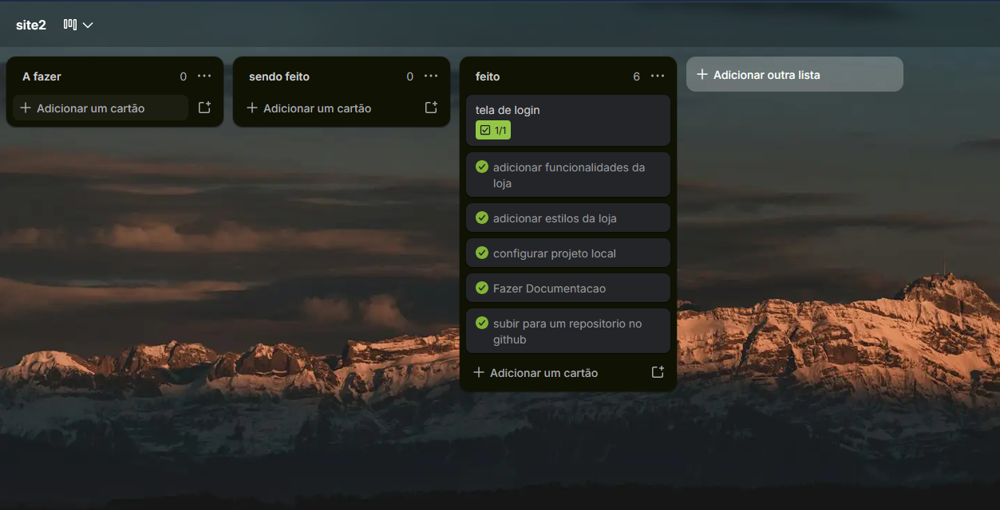 site2
A fazer 0
Adicionar um cartão
sendo feito 0
Adicionar um cartão
feito 6
tela de login
1/1
adicionar funcionalidades da
loja
adicionar estilos da loja
configurar projeto local
Fazer Documentacao
subir para um repositorio no
github
Adicionar um cartão
Adicionar outra lista